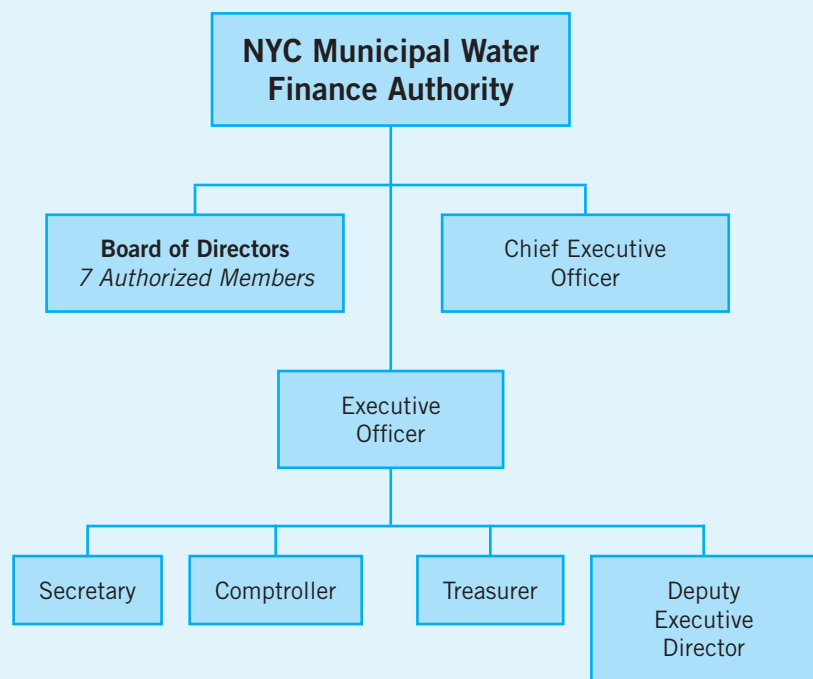 NYC Municipal Water
Finance Authority
Board of Directors
7 Authorized Members
Chief Executive
Officer
Executive
Officer
Secretary
Comptroller
Treasurer
Deputy
Executive
Director